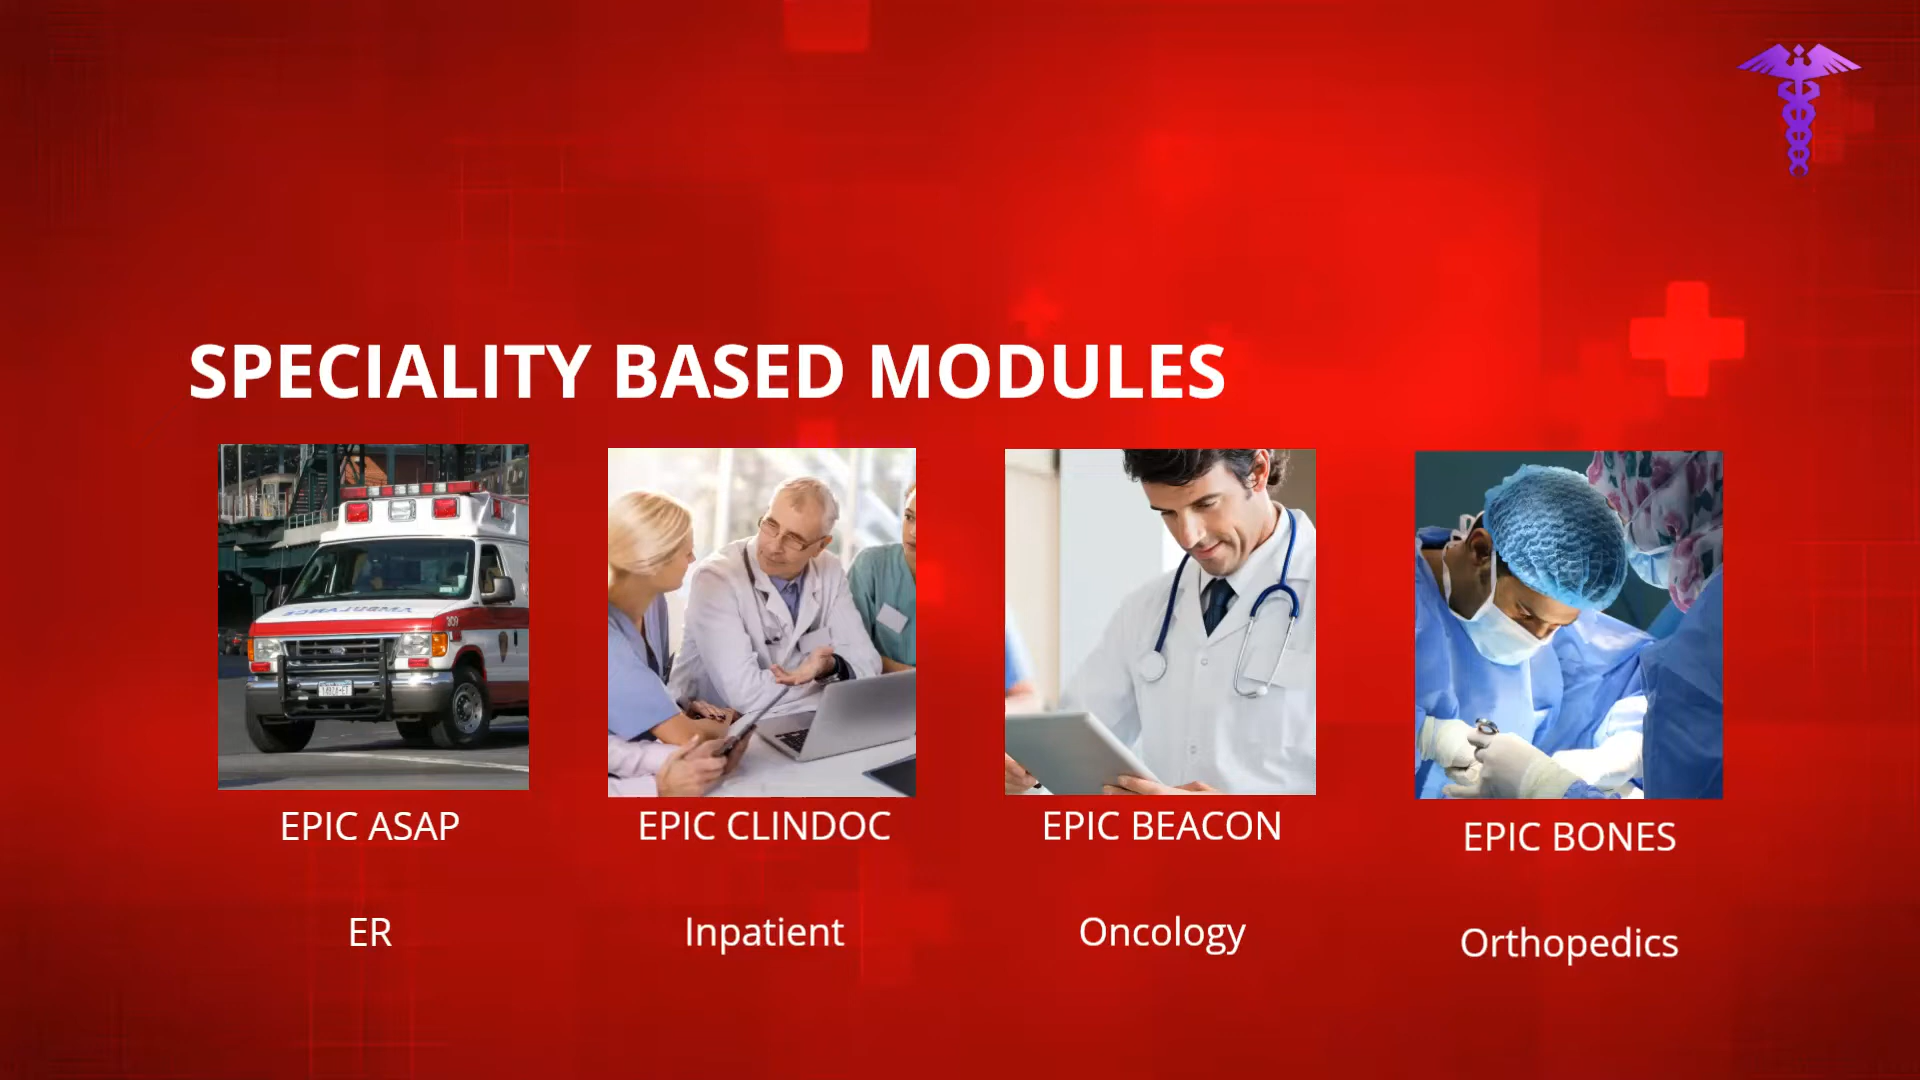 SPECIALITY BASED MODULES
EPIC ASAP
EPIC CLINDOC
EPIC BEACON
EPIC BONES
ER
Inpatient
Oncology
Orthopedics